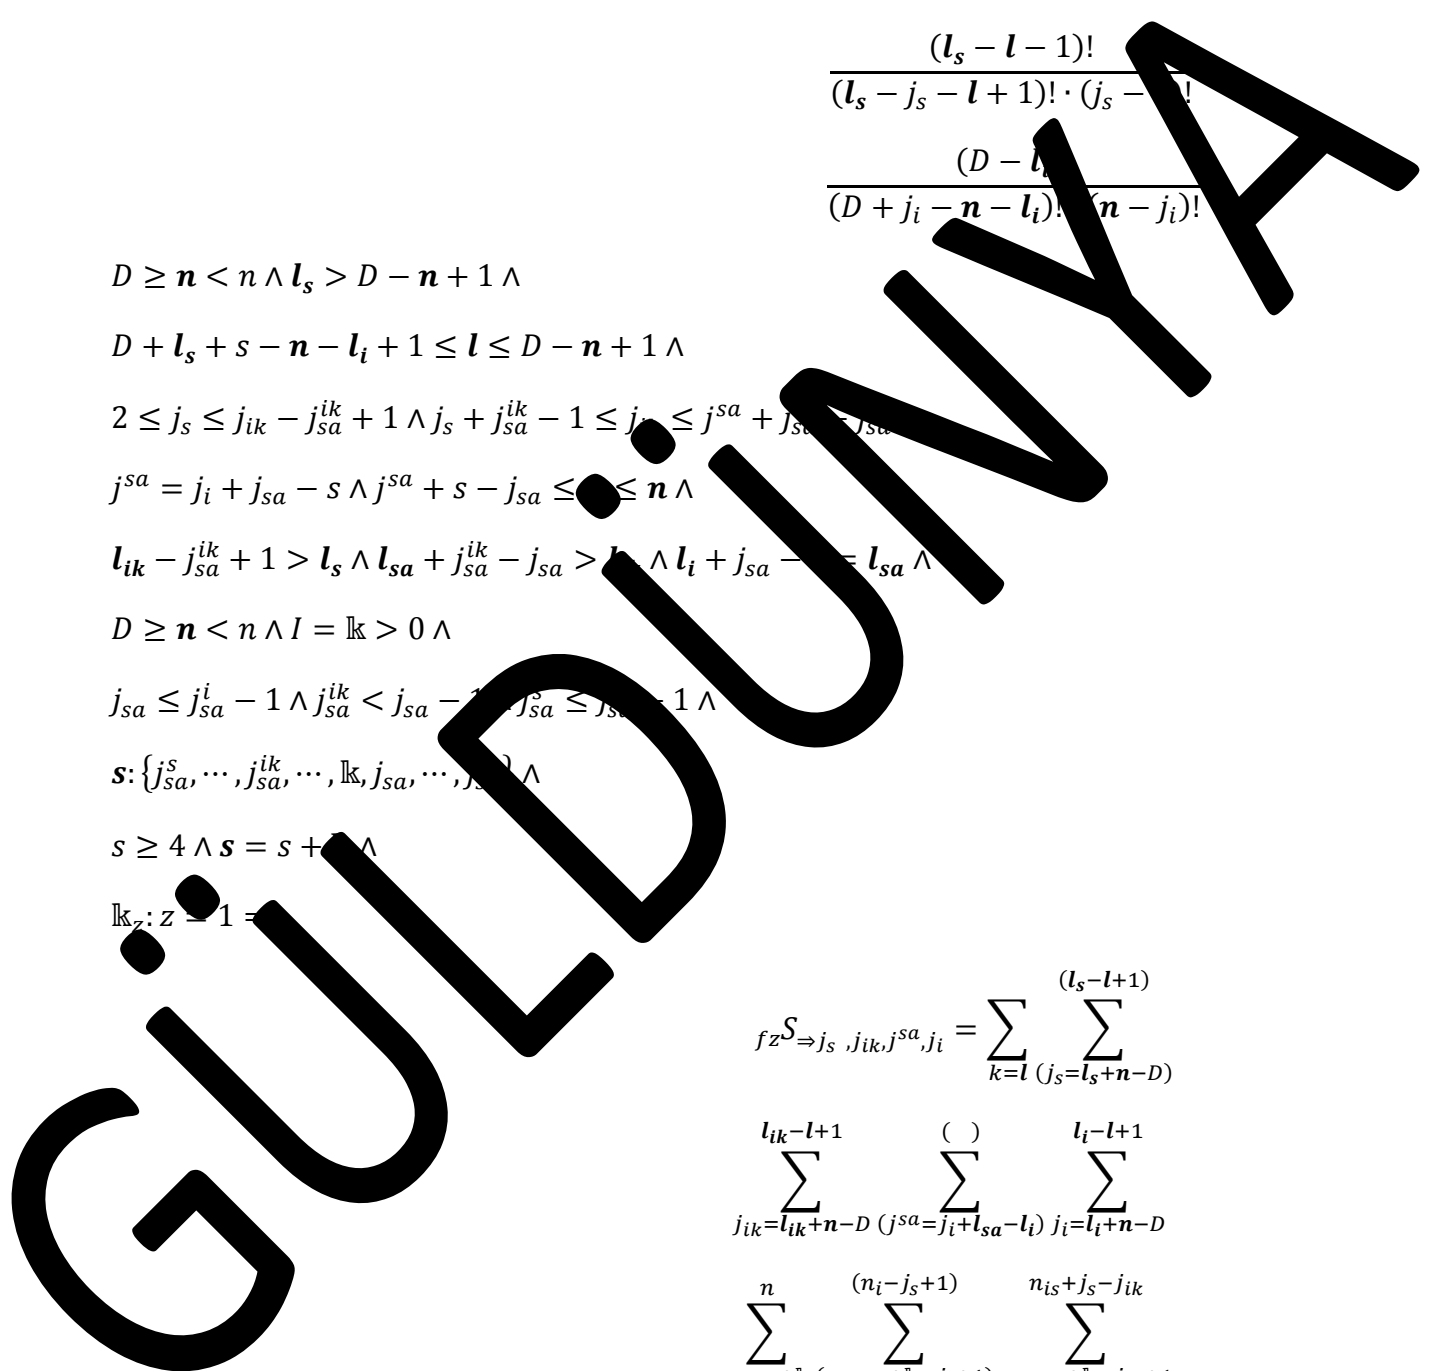 (l_s − l − 1)!
(l_s − j_s − l + 1)! · (j_s − )!
(D − l
(D + j_i − n − l_i)! (n − j_i)!
D ≥ n < n ∧ l_s > D − n + 1 ∧
D + l_s + s − n − l_i + 1 ≤ l ≤ D − n + 1 ∧
2 ≤ j_s ≤ j_ik − j_sa^ik + 1 ∧ j_s + j_sa^ik − 1 ≤ ≤ j^sa +
j^sa = j_i + j_sa − s ∧ j^sa + s − j_sa ≤ ≤ n ∧
l_ik − j_sa^ik + 1 > l_s ∧ l_sa + j_sa^ik − j_sa > ∧ l_i + j_sa − = l_sa ∧
D ≥ n < n ∧ I = 𝕜 > 0 ∧
j_sa ≤ j_sa^i − 1 ∧ j_sa^ik < j_sa − j_sa^s ≤ − 1 ∧
s: {j_sa^s, ⋯ , j_sa^ik, ⋯ , 𝕜, j_sa, ⋯ , } ∧
s ≥ 4 ∧ s = s + ∧
𝕜_z: z = 1
GÜLDÜNYA
(l_s−l+1)
fzS_⇒j_s ,j_ik,j^sa,j_i = ∑ ∑
k=l (j_s=l_s+n−D)
l_ik−l+1 ( ) l_i−l+1
∑ ∑ ∑
j_ik=l_ik+n−D (j^sa=j_i+l_sa−l_i) j_i=l_i+n−D
n (n_i−j_s+1) n_is+j_s−j_ik
∑ ∑ ∑